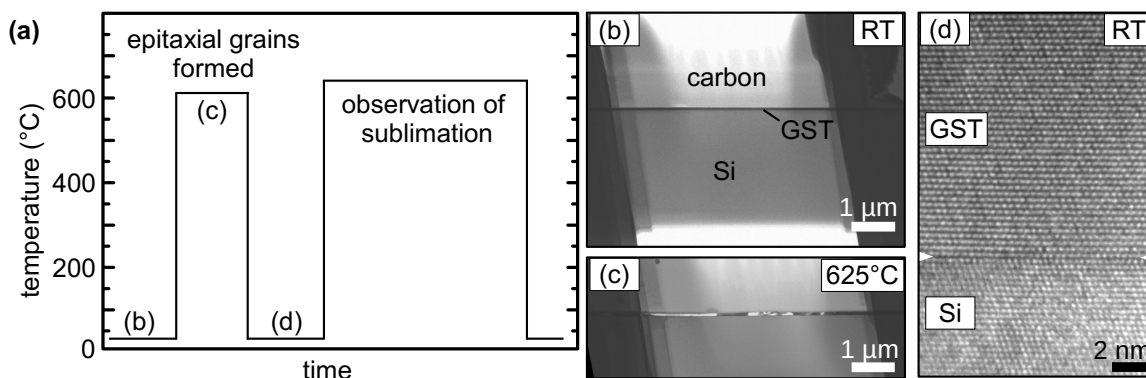 (a)
epitaxial grains
formed
(c)
observation of
sublimation
600
400
200
0
temperature (°C)
(b)
(d)
time
(b)
RT
carbon
GST
Si
1 µm
(c)
625°C
1 µm
(d)
RT
GST
Si
2 nm